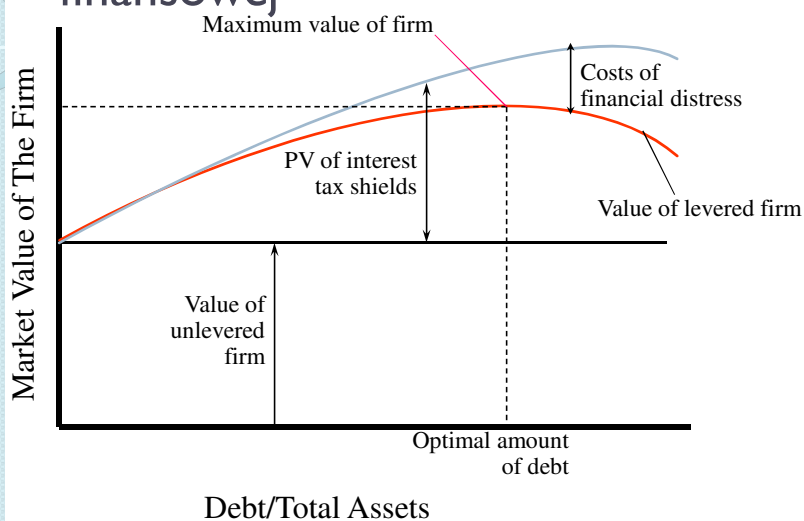 finansowej
Maximum value of firm
Costs of
financial distress
PV of interest
tax shields
Value of levered firm
Value of
unlevered
firm
Market Value of The Firm
Optimal amount
of debt
Debt/Total Assets